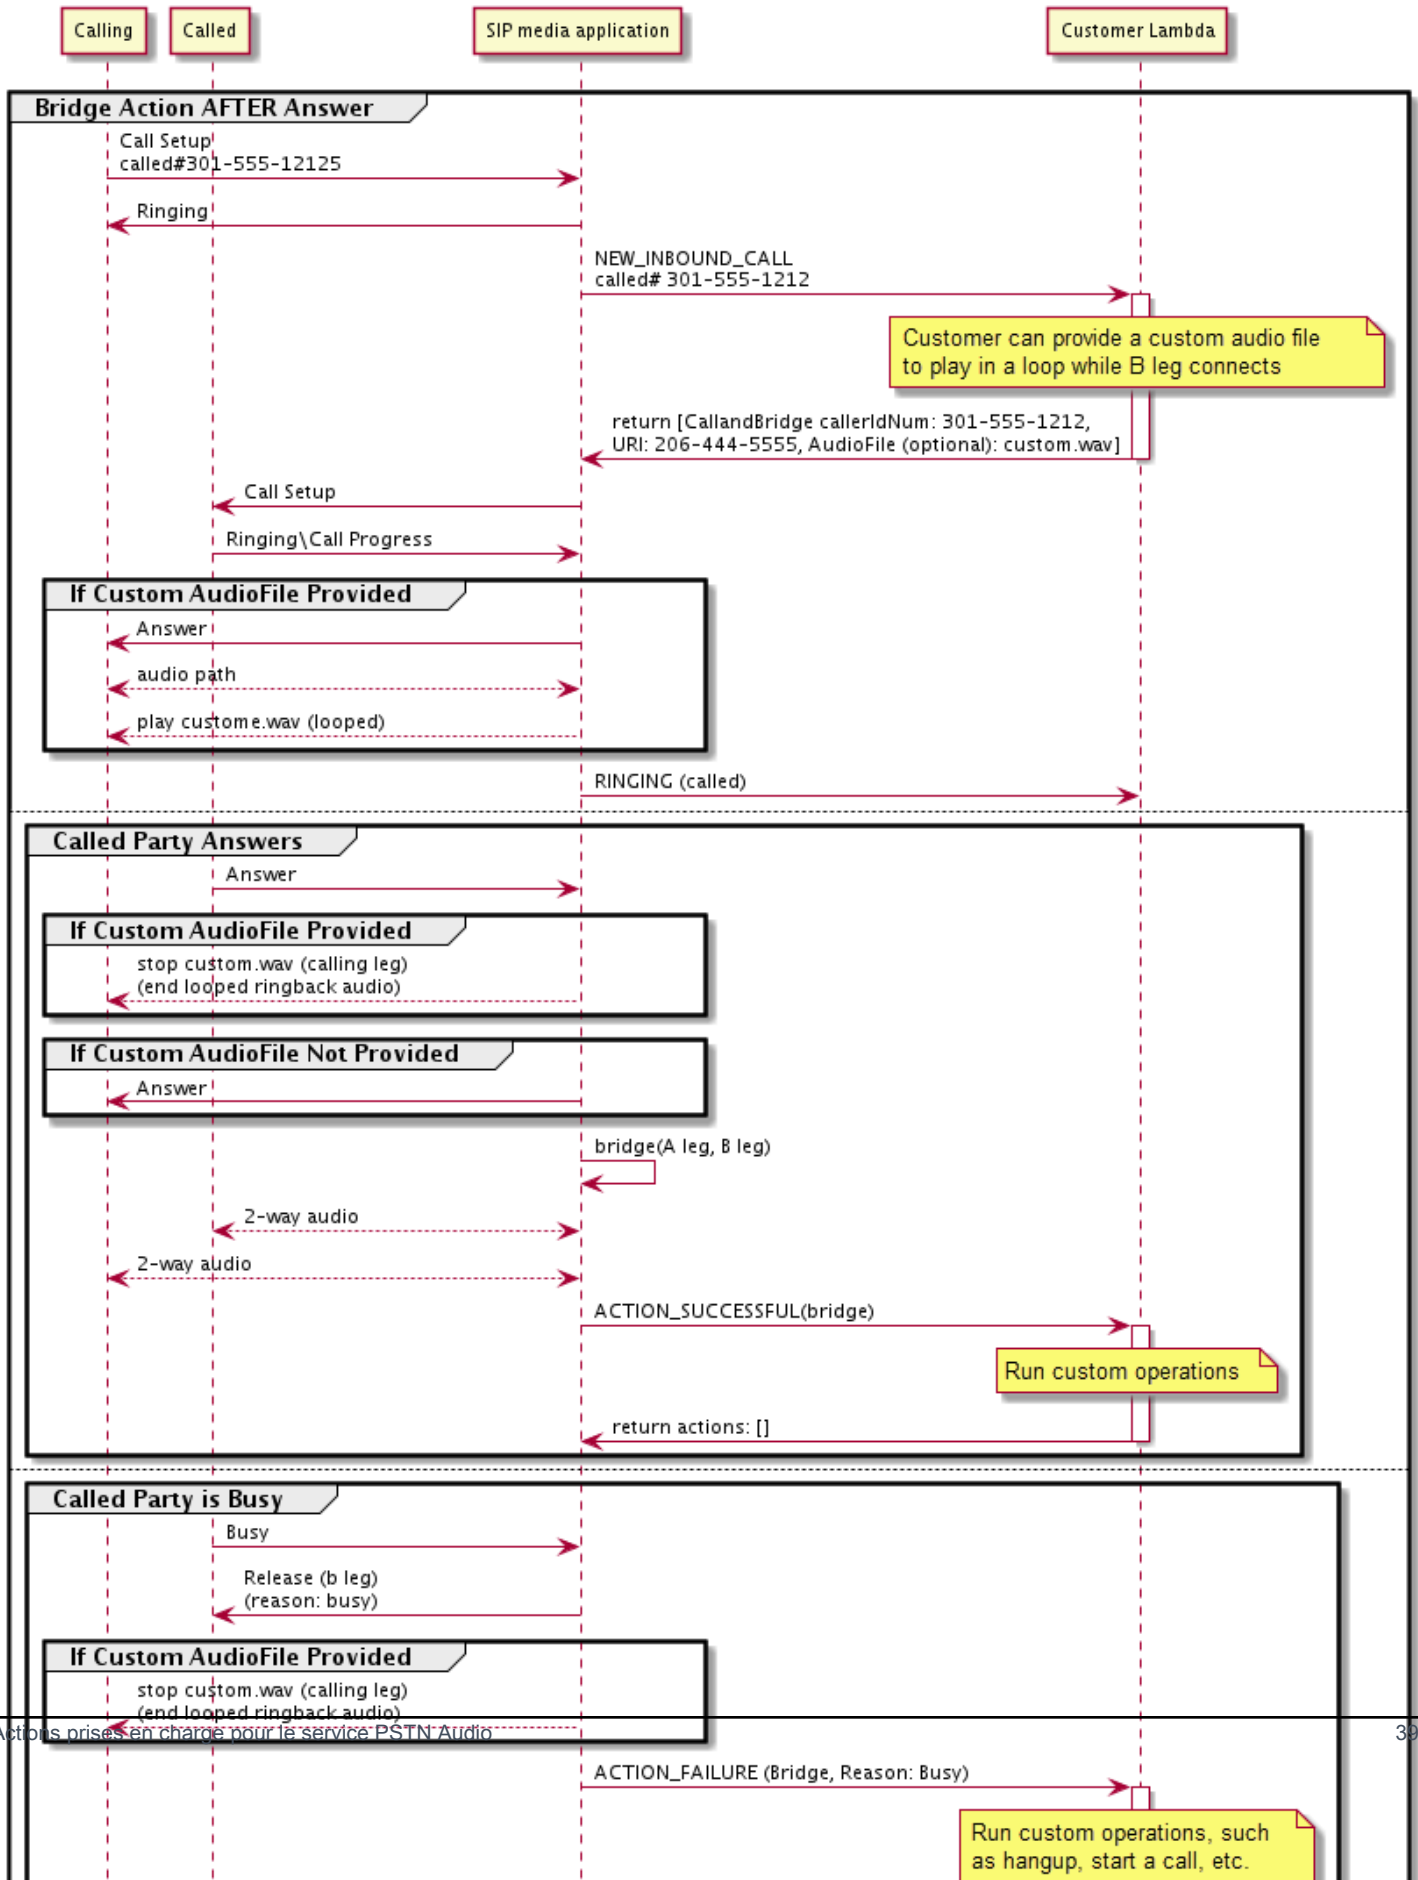 Calling
Called
SIP media application
Customer Lambda
Bridge Action AFTER Answer
Call Setup
called#301-555-12125
Ringing
NEW_INBOUND_CALL
called# 301-555-1212
Customer can provide a custom audio file
to play in a loop while B leg connects
return [CallandBridge callerIdNum: 301-555-1212,
URI: 206-444-5555, AudioFile (optional): custom.wav]
Call Setup
Ringing\Call Progress
If Custom AudioFile Provided
Answer
audio path
play custome.wav (looped)
RINGING (called)
Called Party Answers
Answer
If Custom AudioFile Provided
stop custom.wav (calling leg)
(end looped ringback audio)
If Custom AudioFile Not Provided
Answer
bridge(A leg, B leg)
2-way audio
2-way audio
ACTION_SUCCESSFUL(bridge)
Run custom operations
return actions: []
Called Party is Busy
Busy
Release (b leg)
(reason: busy)
If Custom AudioFile Provided
stop custom.wav (calling leg)
(end looped ringback audio)
Actions prises en charge pour le service PSTN Audio
39
ACTION_FAILURE (Bridge, Reason: Busy)
Run custom operations, such
as hangup, start a call, etc.